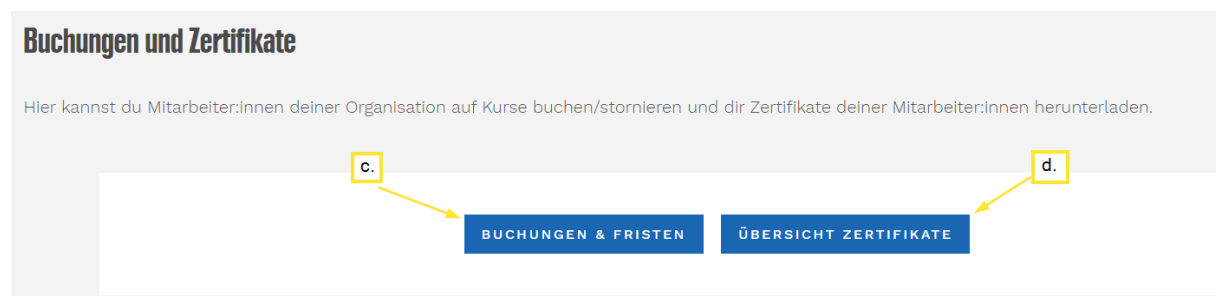 Buchungen und Zertifikate
Hier kannst du Mitarbeiter:innen deiner Organisation auf Kurse buchen/stornieren und dir Zertifikate deiner Mitarbeiter:innen herunterladen.
c.
d.
BUCHUNGEN & FRISTEN
ÜBERSICHT ZERTIFIKATE